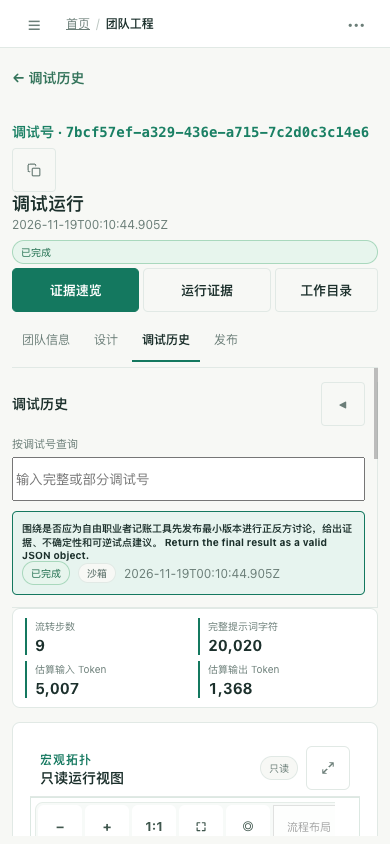 首页 / 团队工程
← 调试历史
调试号 · 7bcf57ef-a329-436e-a715-7c2d0c3c14e6
调试运行
2026-11-19T00:10:44.905Z
已完成
证据速览 运行证据 工作目录
团队信息 设计 调试历史 发布
调试历史
按调试号查询
输入完整或部分调试号
围绕是否应为自由职业者记账工具先发布最小版本进行正反方讨论，给出证
据、不确定性和可逆试点建议。 Return the final result as a valid
JSON object.
已完成 沙箱 2026-11-19T00:10:44.905Z
流转步数 完整提示词字符
9 20,020
估算输入 Token 估算输出 Token
5,007 1,368
宏观拓扑
只读运行视图
只读
− + 1:1 流程布局